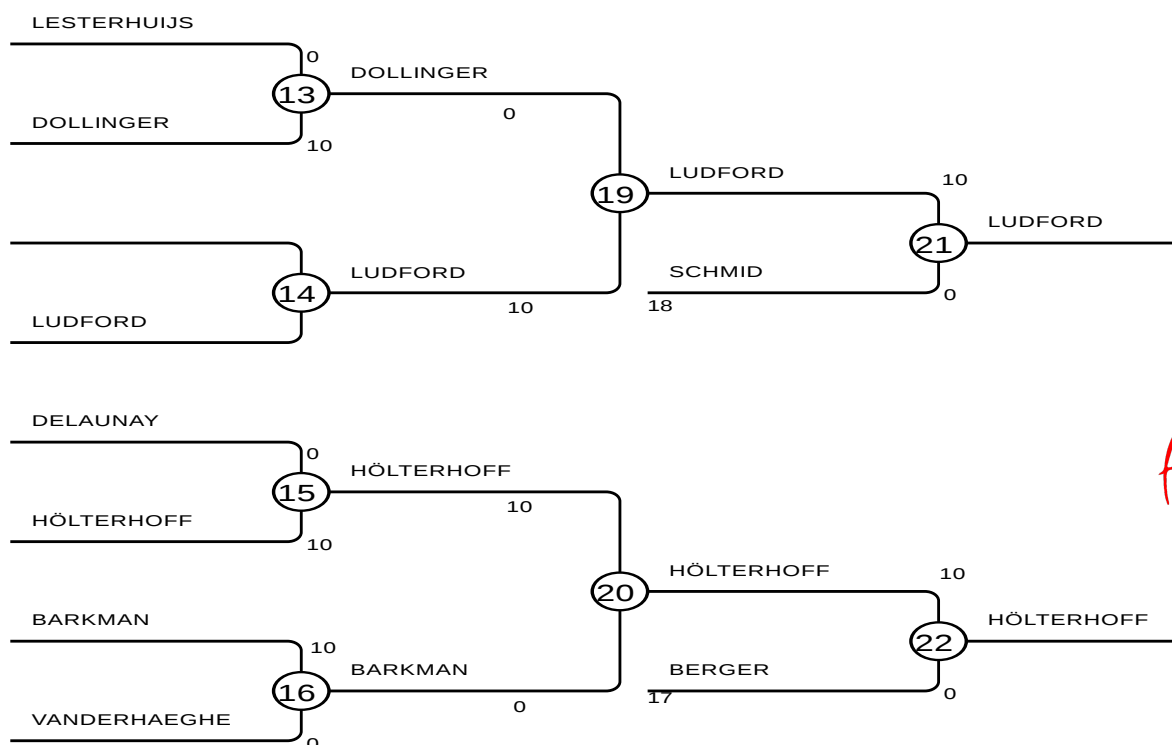 LESTERHUIJS
0
13
DOLLINGER
0
DOLLINGER
10
LUDFORD
10
19
14
LUDFORD
10
LUDFORD
21
LUDFORD
SCHMID
18
0
DELAUNAY
0
15
HÖLTERHOFF
10
HÖLTERHOFF
10
HÖLTERHOFF
10
20
BARKMAN
10
16
BARKMAN
0
VANDERHAEGHE
0
22
HÖLTERHOFF
BERGER
17
0